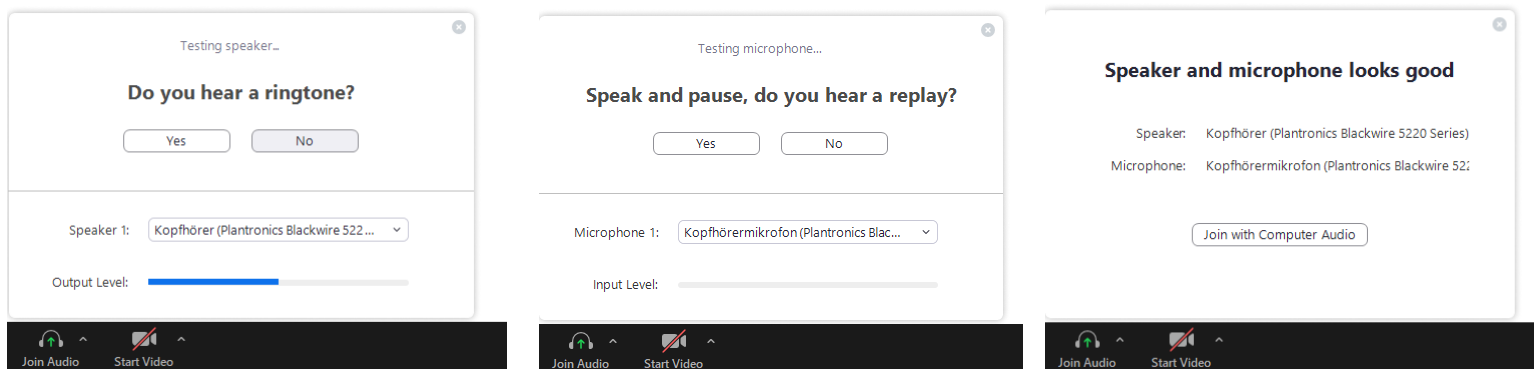 Testing speaker...
Do you hear a ringtone?
Yes
No
Speaker 1:
Kopfhörer (Plantronics Blackwire 522 ...
Output Level:
Join Audio
Start Video
Testing microphone...
Speak and pause, do you hear a replay?
Yes
No
Microphone 1:
Kopfhörermikrofon (Plantronics Blac...
Input Level:
Join Audio
Start Video
Speaker and microphone looks good
Speaker:
Kopfhörer (Plantronics Blackwire 5220 Series)
Microphone:
Kopfhörermikrofon (Plantronics Blackwire 522
Join with Computer Audio
Join Audio
Start Video